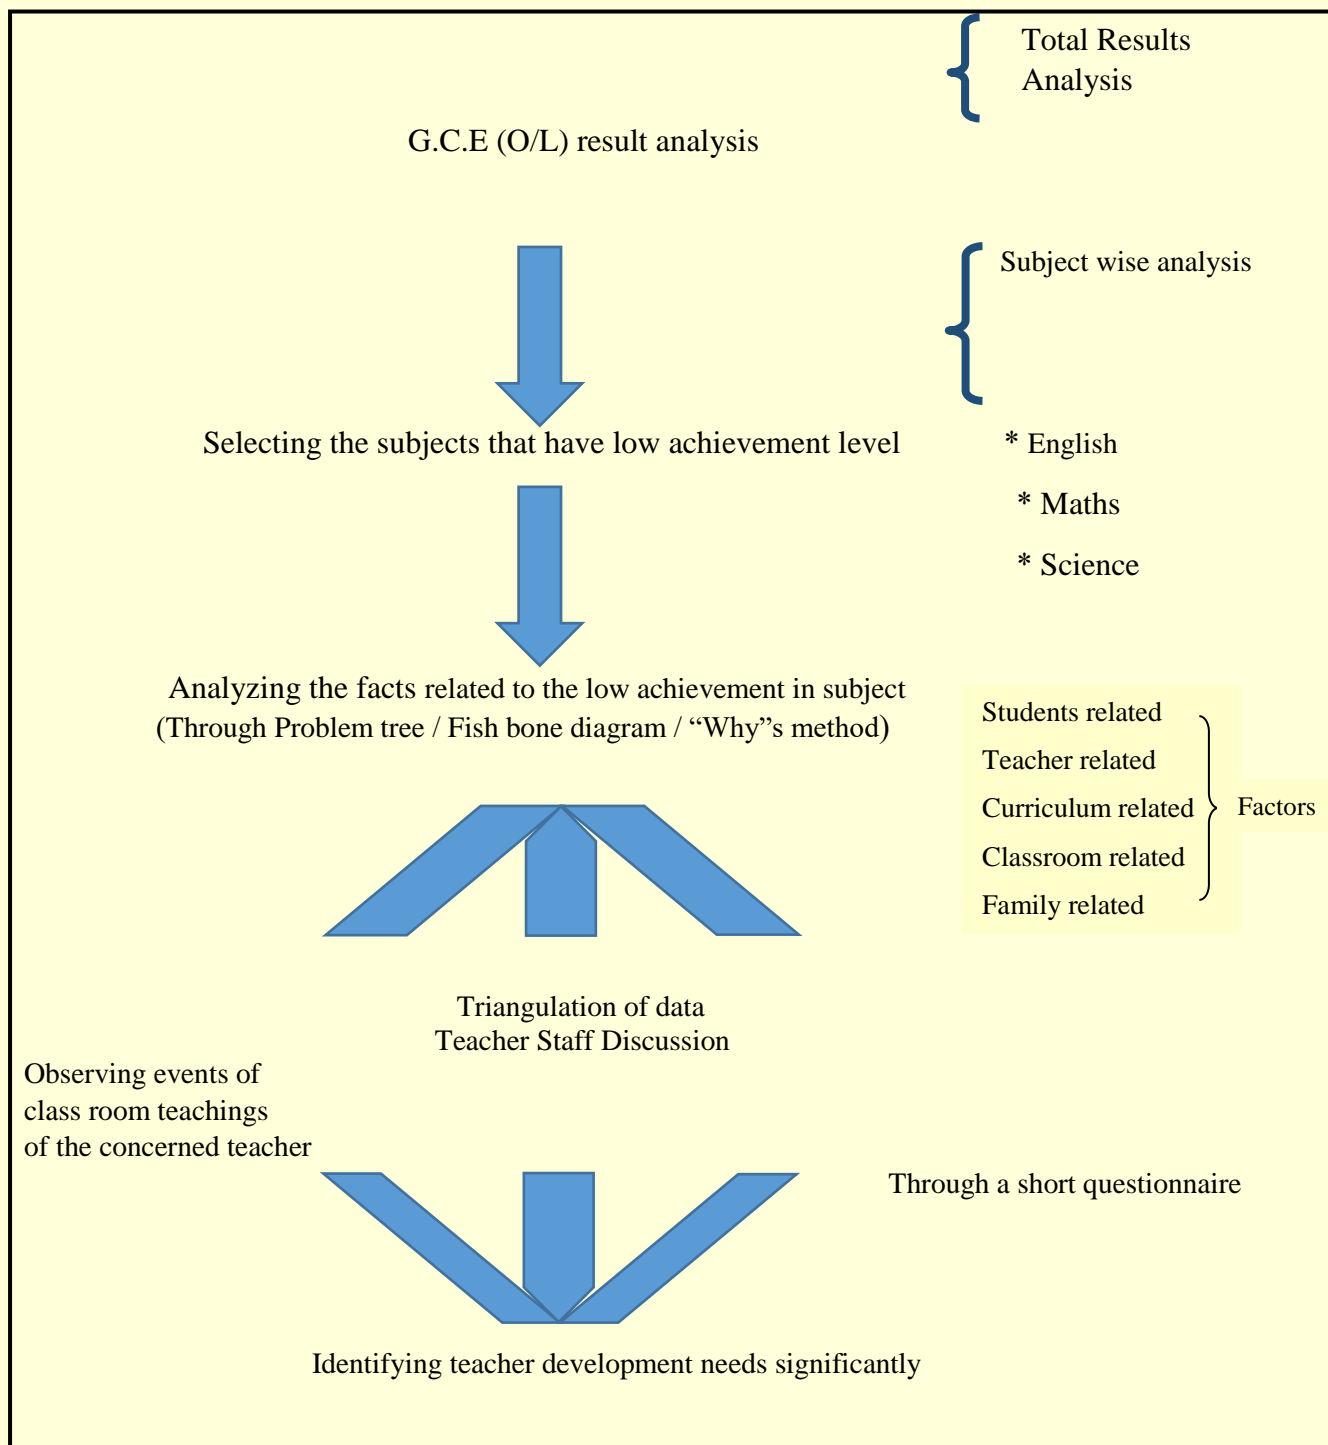 Total Results
Analysis
G.C.E (O/L) result analysis
Subject wise analysis
Selecting the subjects that have low achievement level
* English
* Maths
* Science
Analyzing the facts related to the low achievement in subject
(Through Problem tree / Fish bone diagram / “Why”s method)
Students related
Teacher related
Curriculum related
Factors
Classroom related
Family related
Triangulation of data
Teacher Staff Discussion
Observing events of
class room teachings
of the concerned teacher
Through a short questionnaire
Identifying teacher development needs significantly